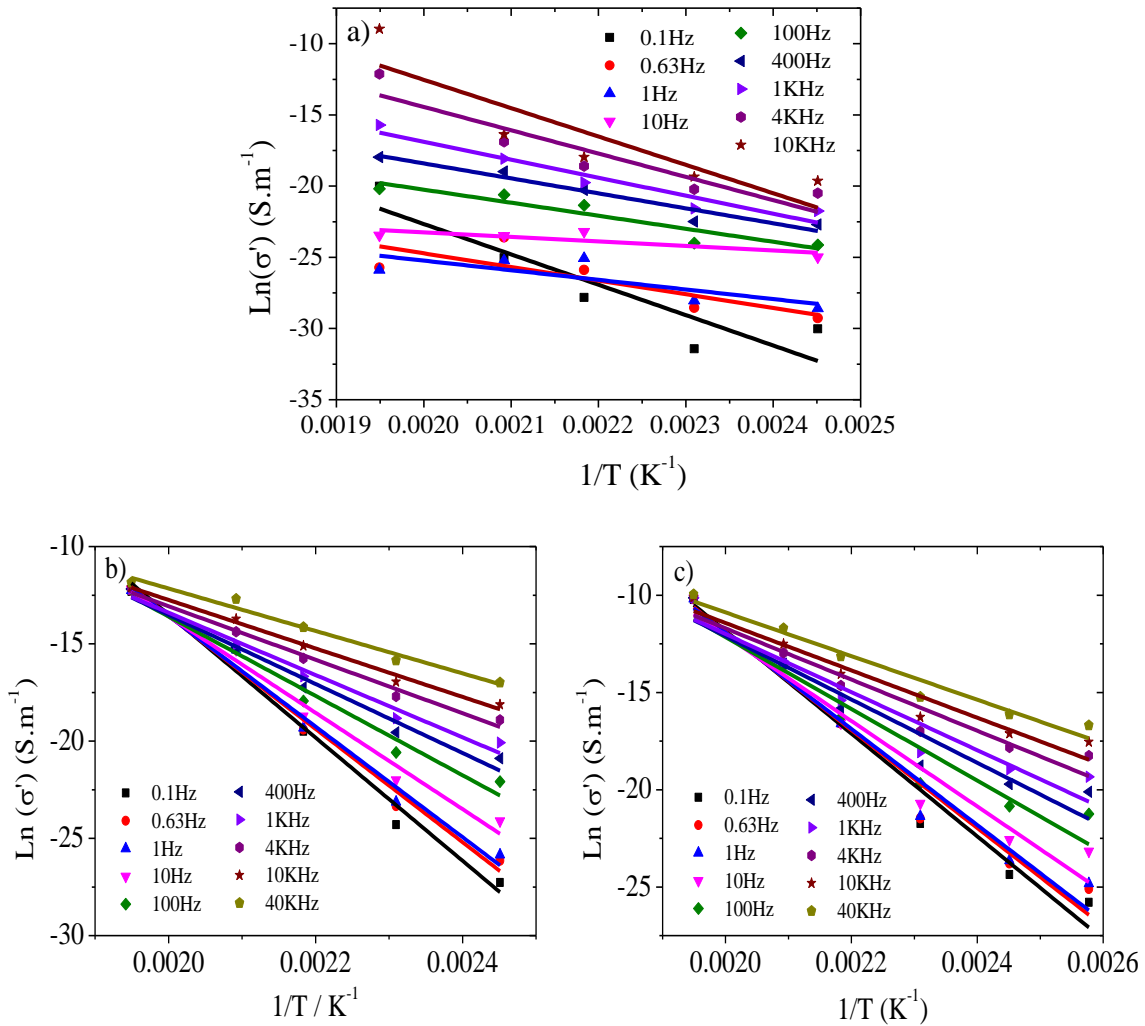 a)
0.1Hz
0.63Hz
1Hz
10Hz
100Hz
400Hz
1KHz
4KHz
10KHz
-10
-15
-20
-25
-30
-35
Ln(σ') (S.m⁻¹)
0.0019 0.0020 0.0021 0.0022 0.0023 0.0024 0.0025
1/T (K⁻¹)
b)
-10
-15
-20
-25
-30
Ln (σ') (S.m⁻¹)
0.1Hz
0.63Hz
1Hz
10Hz
100Hz
400Hz
1KHz
4KHz
10KHz
40KHz
0.0020 0.0022 0.0024
1/T / K⁻¹
c)
-10
-15
-20
-25
Ln (σ') (S.m⁻¹)
0.1Hz
0.63Hz
1Hz
10Hz
100Hz
400Hz
1KHz
4KHz
10KHz
40KHz
0.0020 0.0022 0.0024 0.0026
1/T (K⁻¹)